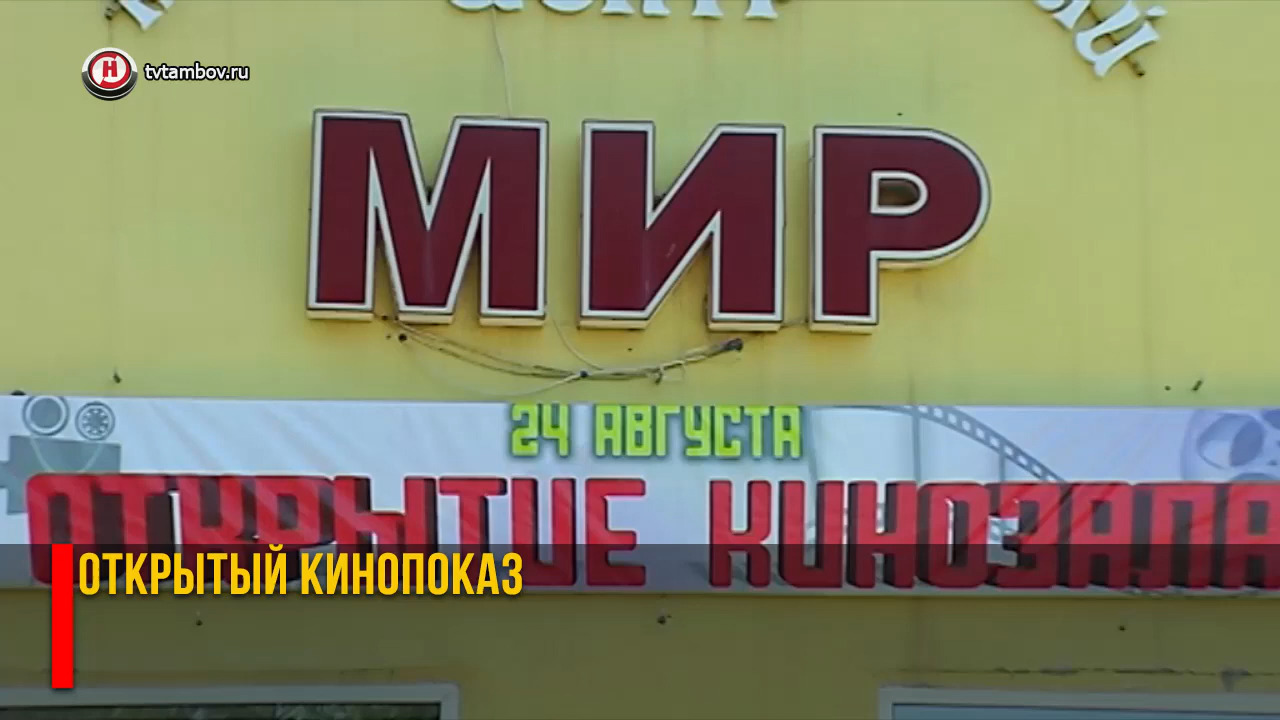 tvtambov.ru
МИР
24 АВГУСТА
ОТКРЫТИЕ КИНОЗАЛА
ОТКРЫТЫЙ КИНОПОКАЗ